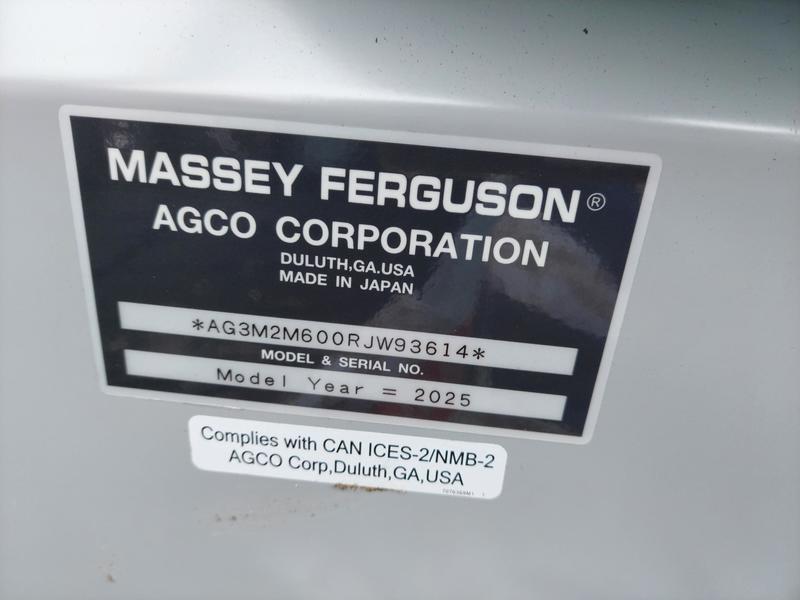 MASSEY FERGUSON®
AGCO CORPORATION
DULUTH,GA.USA
MADE IN JAPAN
*AG3M2M600RJW93614*
MODEL & SERIAL NO.
Model Year = 2025
Complies with CAN ICES-2/NMB-2
AGCO Corp,Duluth,GA,USA